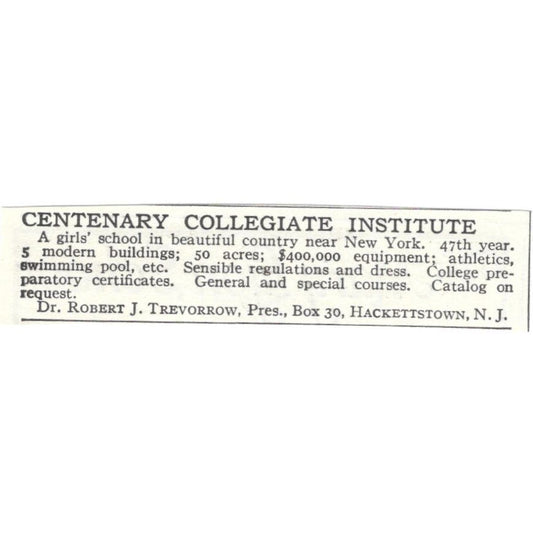 CENTENARY COLLEGIATE INSTITUTE
A girls' school in beautiful country near New York. 47th year.
5 modern buildings; 50 acres; $400,000 equipment; athletics,
swimming pool, etc. Sensible regulations and dress. College pre-
paratory certificates. General and special courses. Catalog on
request.
DR. ROBERT J. TREVORROW, Pres., Box 30, HACKETTSTOWN, N. J.